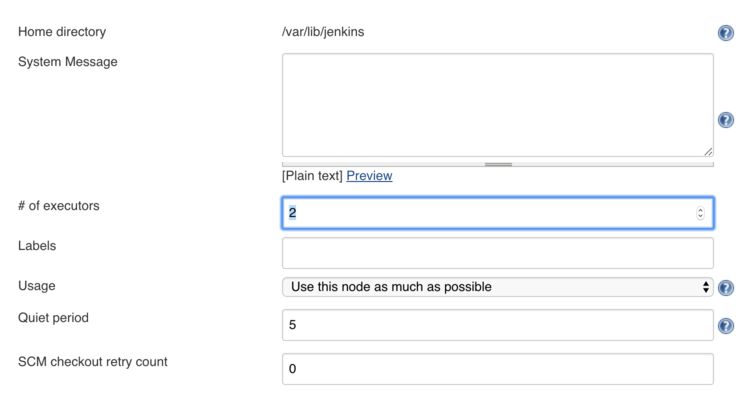 Home directory /var/lib/jenkins
System Message
[Plain text] Preview
# of executors 2
Labels
Usage Use this node as much as possible
Quiet period 5
SCM checkout retry count 0